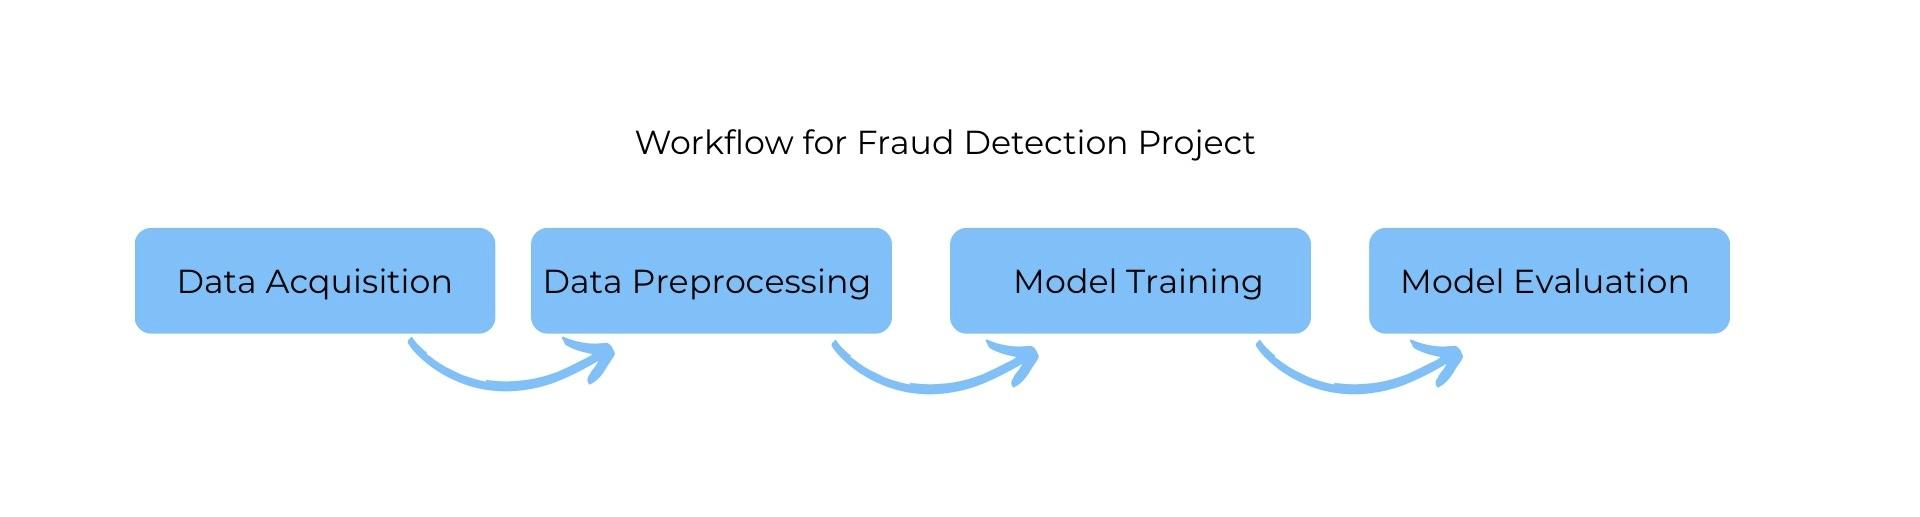 Workflow for Fraud Detection Project
Data Acquisition
Data Preprocessing
Model Training
Model Evaluation